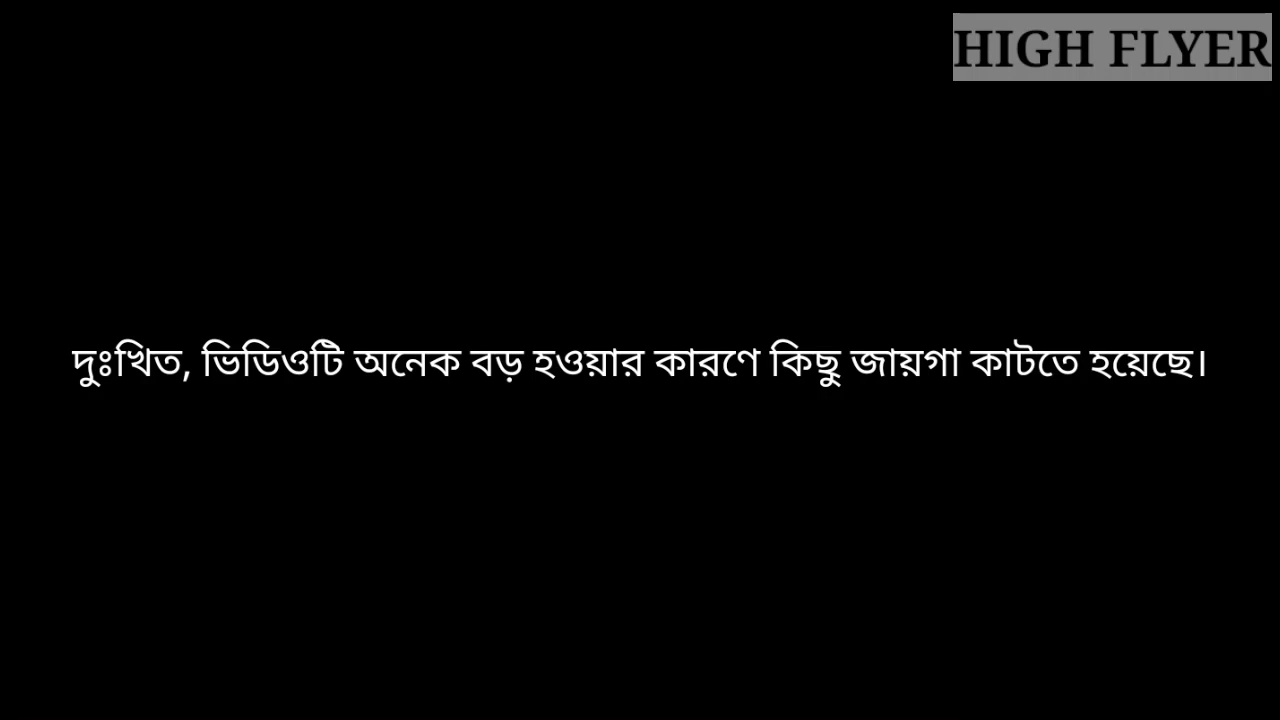 HIGH FLYER
দুঃখিত, ভিডিওটি অনেক বড় হওয়ার কারণে কিছু জায়গা কাটতে হয়েছে।